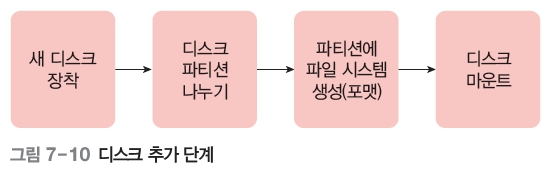 새 디스크
장착
디스크
파티션
나누기
파티션에
파일 시스템
생성(포맷)
디스크
마운트
그림 7-10 디스크 추가 단계